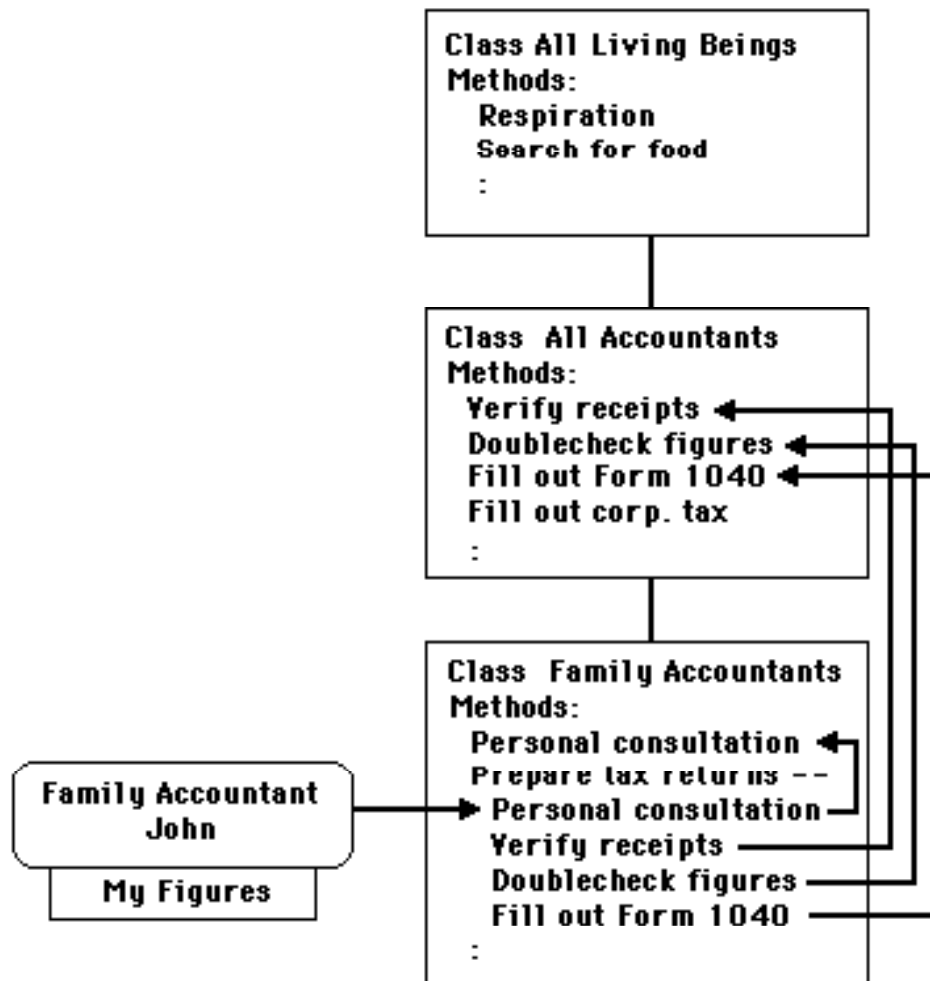 Class All Living Beings
Methods:
Respiration
Search for food
:
Class All Accountants
Methods:
Verify receipts
Doublecheck figures
Fill out Form 1040
Fill out corp. tax
:
Class Family Accountants
Methods:
Personal consultation
Prepare tax returns --
Personal consultation
Verify receipts
Doublecheck figures
Fill out Form 1040
:
Family Accountant
John
My Figures